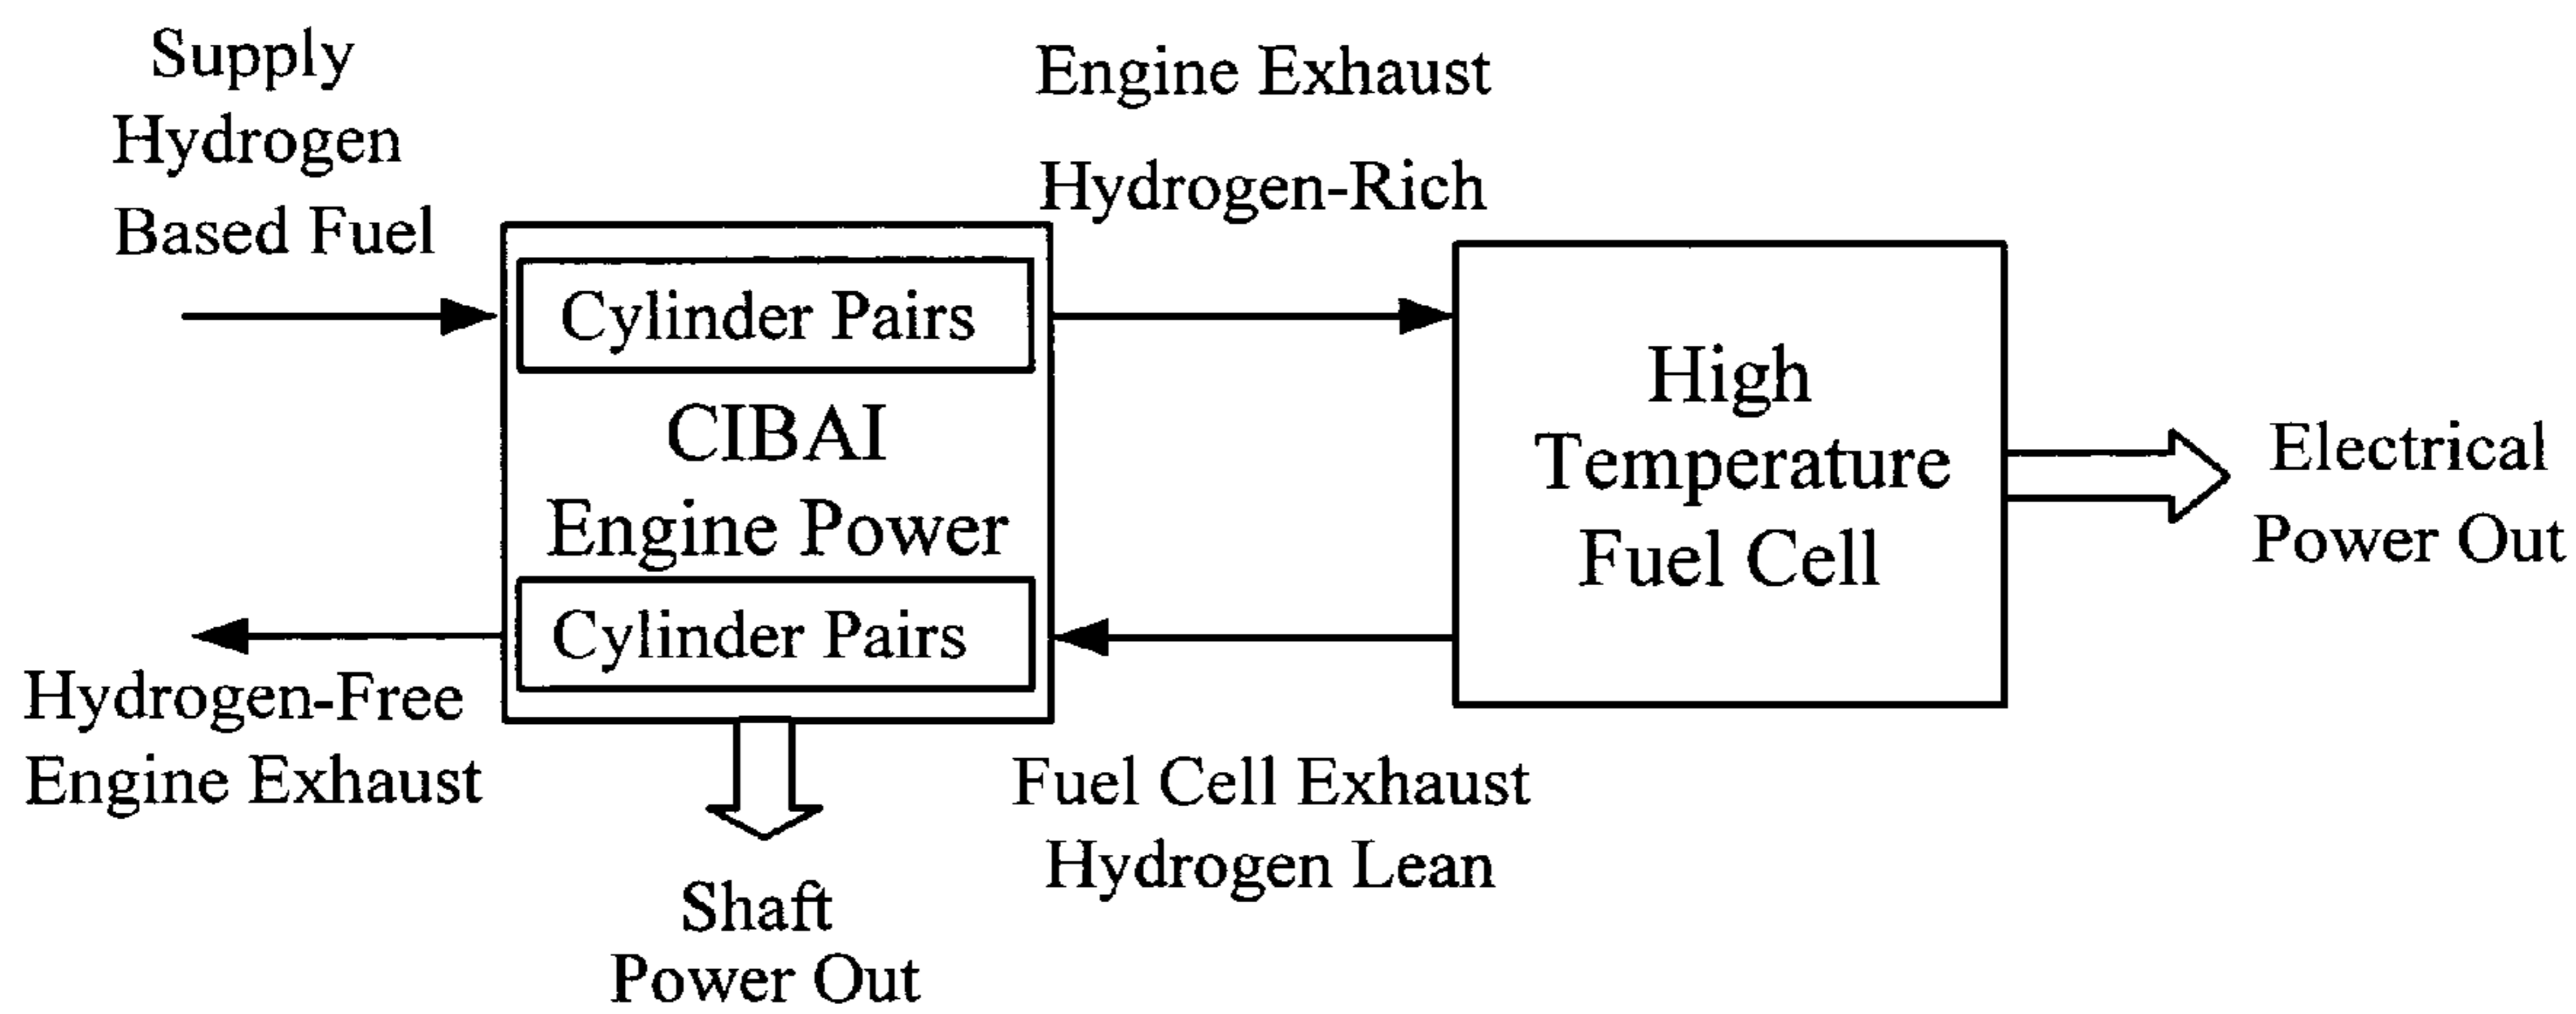 Supply
Hydrogen
Based Fuel
Engine Exhaust
Hydrogen-Rich
Cylinder Pairs
CIBAI
Engine Power
Cylinder Pairs
High
Temperature
Fuel Cell
Electrical
Power Out
Hydrogen-Free
Engine Exhaust
Fuel Cell Exhaust
Hydrogen Lean
Shaft
Power Out